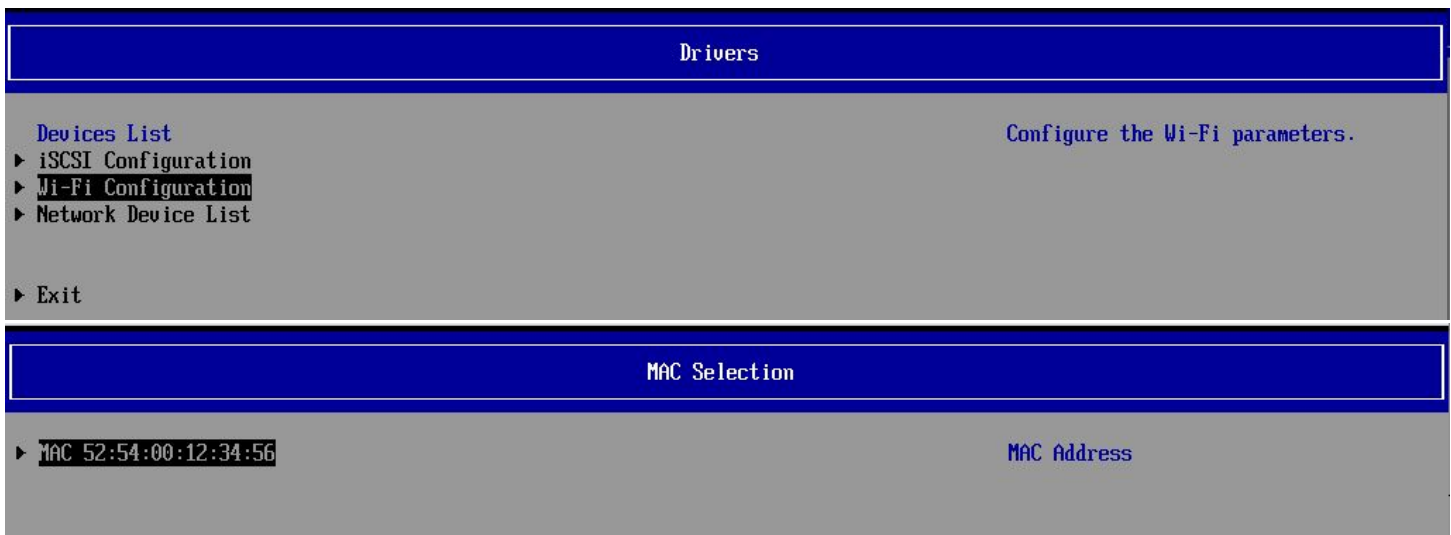 Drivers
Devices List
Configure the Wi-Fi parameters.
iSCSI Configuration
Wi-Fi Configuration
Network Device List
Exit
MAC Selection
MAC 52:54:00:12:34:56
MAC Address